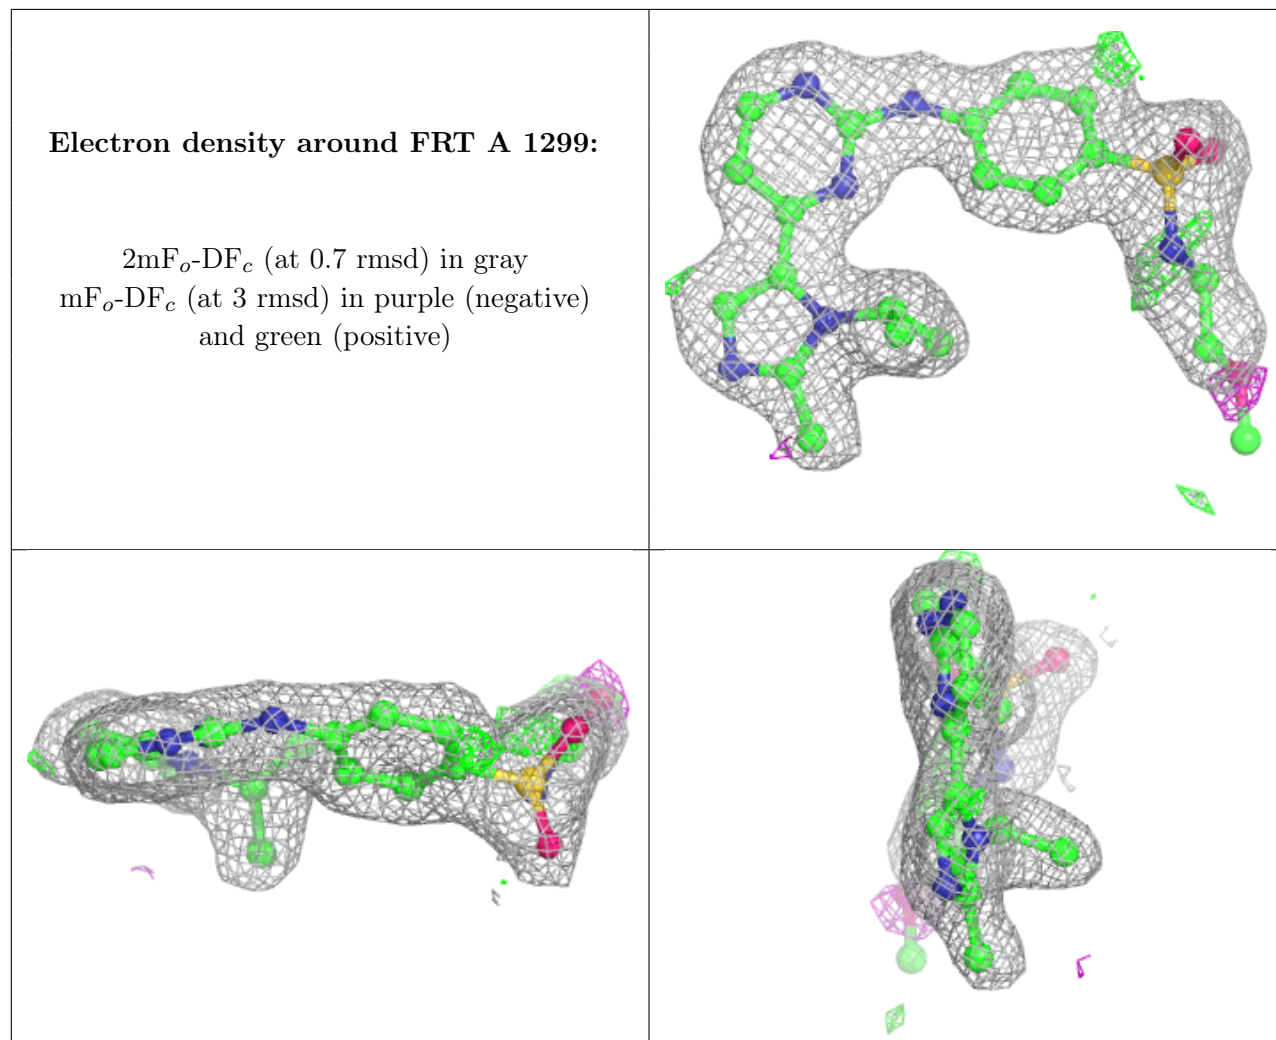 Electron density around FRT A 1299:
2mFo-DFc (at 0.7 rmsd) in gray
mFo-DFc (at 3 rmsd) in purple (negative)
and green (positive)